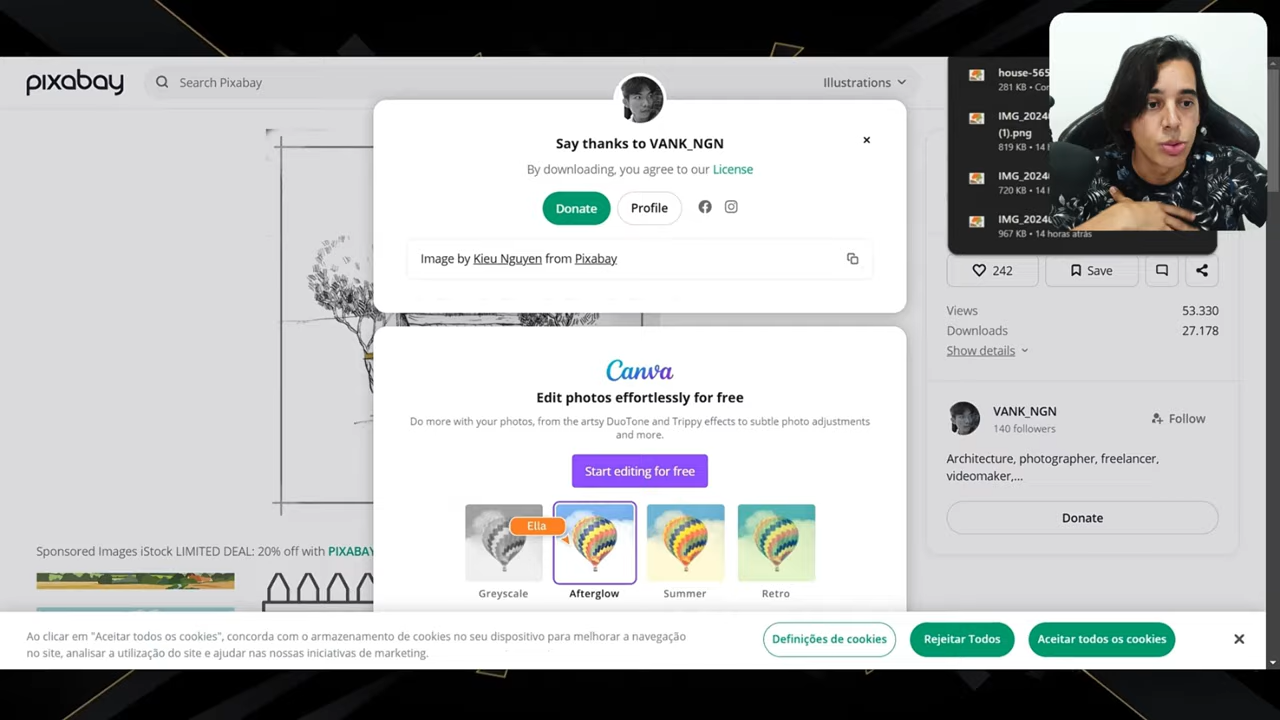 pixabay
Search Pixabay
Illustrations
house-565
281 KB • Con
IMG_2024
(1).png
819 KB • 14 h
IMG_2024
720 KB • 14 h
IMG_2024
967 KB • 14 horas atrás
Say thanks to VANK_NGN
By downloading, you agree to our License
Donate
Profile
Image by Kieu Nguyen from Pixabay
242
Save
Views
53.330
Downloads
27.178
Show details
Canva
Edit photos effortlessly for free
Do more with your photos, from the artsy DuoTone and Trippy effects to subtle photo adjustments
and more.
Start editing for free
Ella
Greyscale
Afterglow
Summer
Retro
VANK_NGN
140 followers
Follow
Architecture, photographer, freelancer,
videomaker,...
Donate
Sponsored Images iStock LIMITED DEAL: 20% off with PIXABAY
Ao clicar em "Aceitar todos os cookies", concorda com o armazenamento de cookies no seu dispositivo para melhorar a navegação
no site, analisar a utilização do site e ajudar nas nossas iniciativas de marketing.
Definições de cookies
Rejeitar Todos
Aceitar todos os cookies